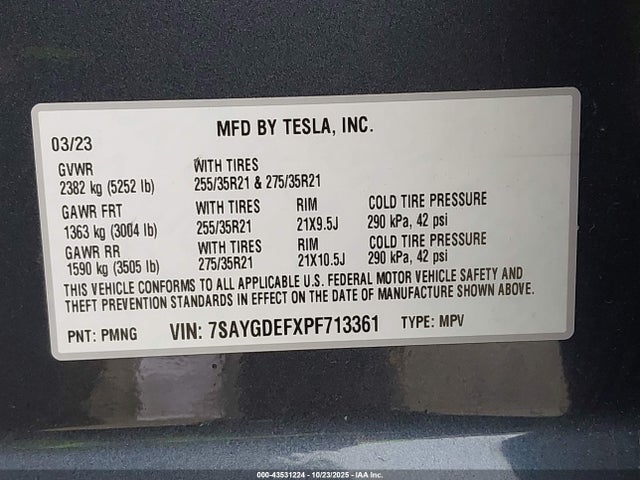 MFD BY TESLA, INC.
03/23
GVWR WITH TIRES
2382 kg (5252 lb) 255/35R21 & 275/35R21
GAWR FRT WITH TIRES RIM COLD TIRE PRESSURE
1363 kg (3004 lb) 255/35R21 21X9.5J 290 kPa, 42 psi
GAWR RR WITH TIRES RIM COLD TIRE PRESSURE
1590 kg (3505 lb) 275/35R21 21X10.5J 290 kPa, 42 psi
THIS VEHICLE CONFORMS TO ALL APPLICABLE U.S. FEDERAL MOTOR VEHICLE SAFETY AND
THEFT PREVENTION STANDARDS IN EFFECT ON THE DATE OF MANUFACTURE SHOWN ABOVE.
PNT: PMNG VIN: 7SAYGDEFXPF713361 TYPE: MPV
000-43531224 - 10/23/2025 - IAA Inc.